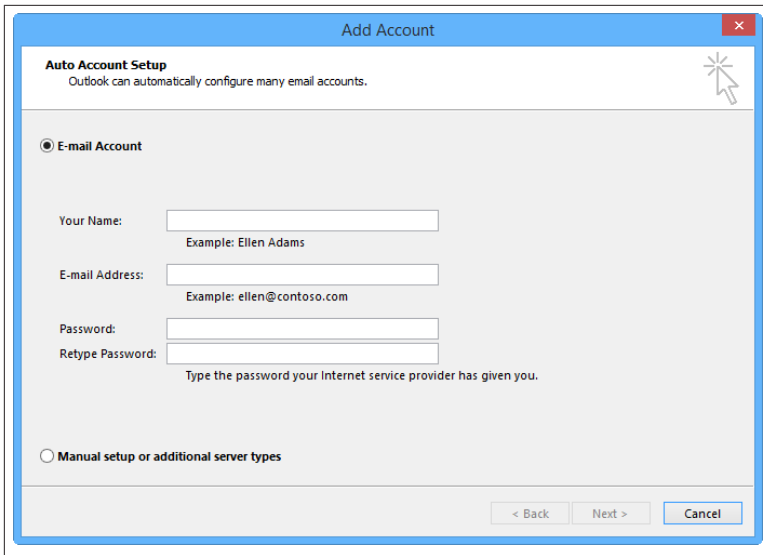 Add Account
Auto Account Setup
Outlook can automatically configure many email accounts.
E-mail Account
Your Name:
Example: Ellen Adams
E-mail Address:
Example: ellen@contoso.com
Password:
Retype Password:
Type the password your Internet service provider has given you.
Manual setup or additional server types
< Back Next > Cancel